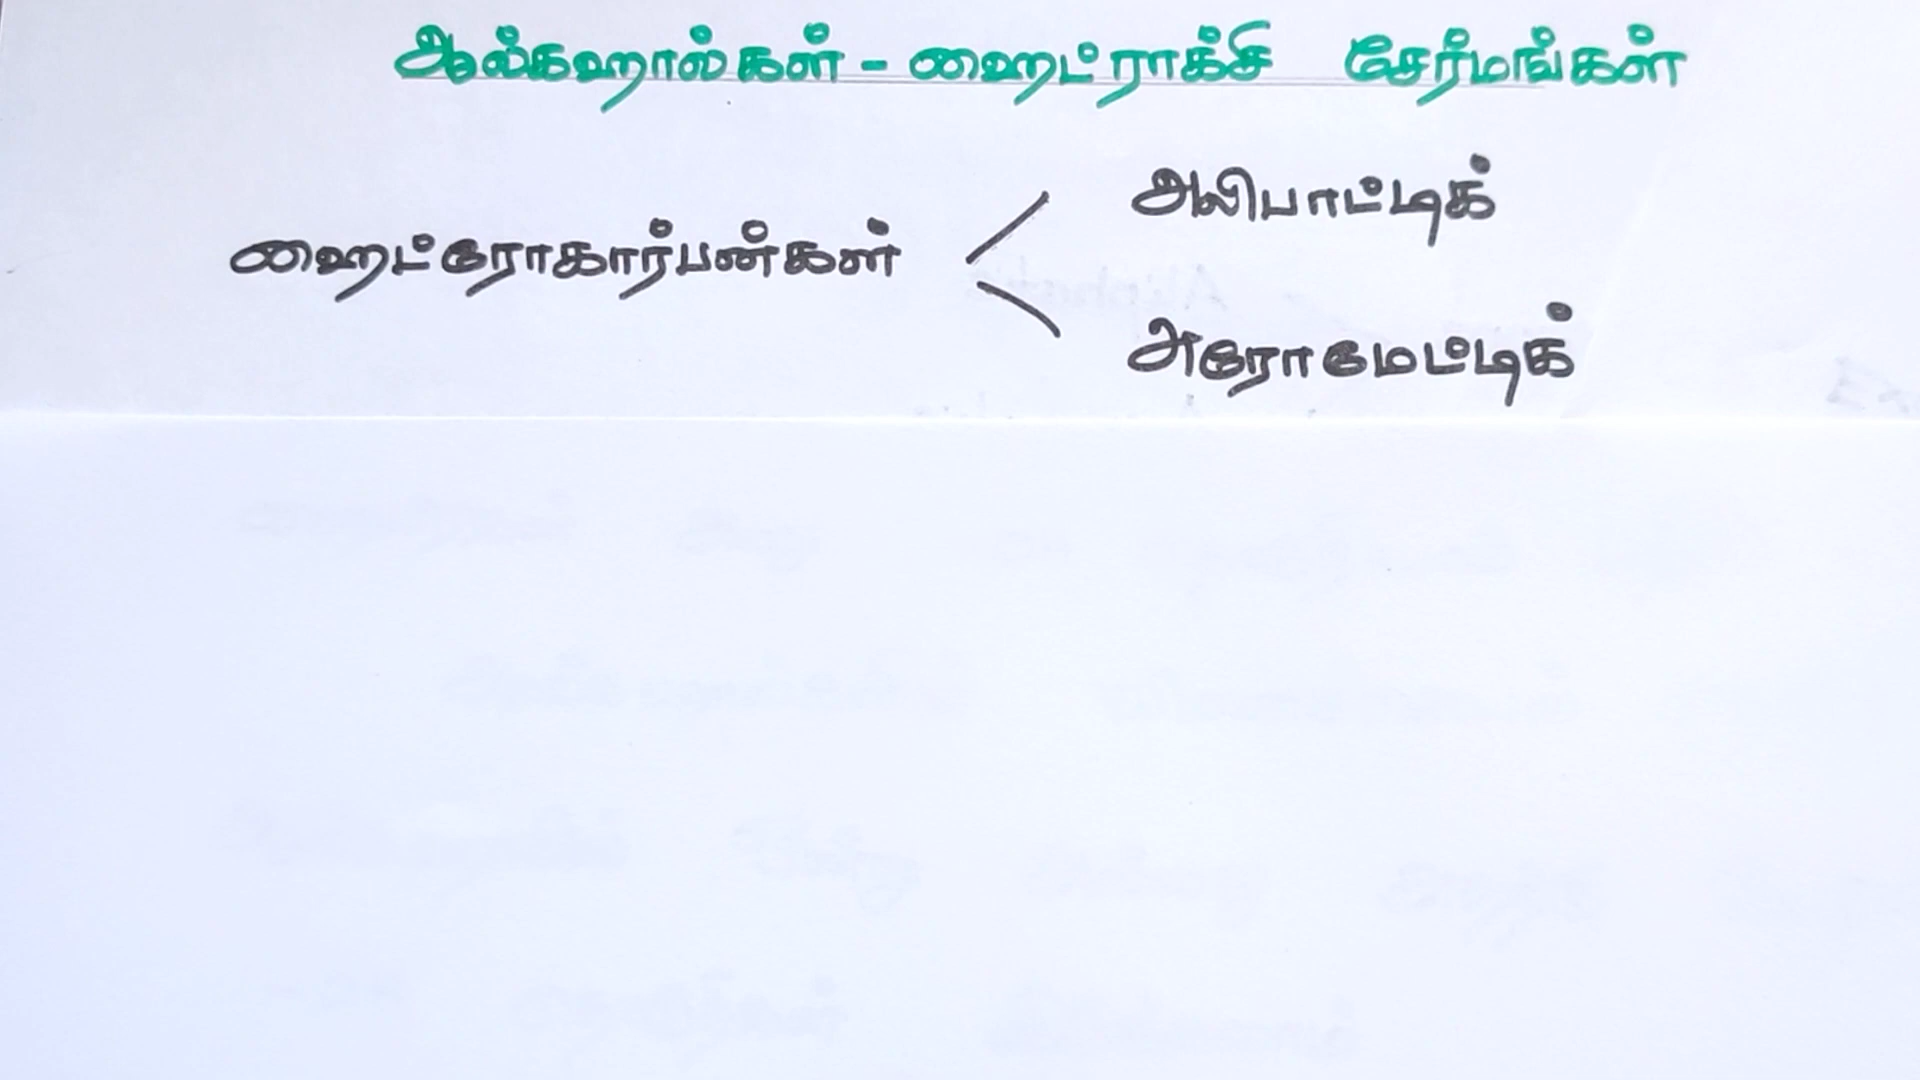 ஆல்கஹால்கள் - ஹைட்ராக்சி சேர்மங்கள்
அலிபாட்டிக்
ஹைட்ரோகார்பன்கள்
அரோமேட்டிக்